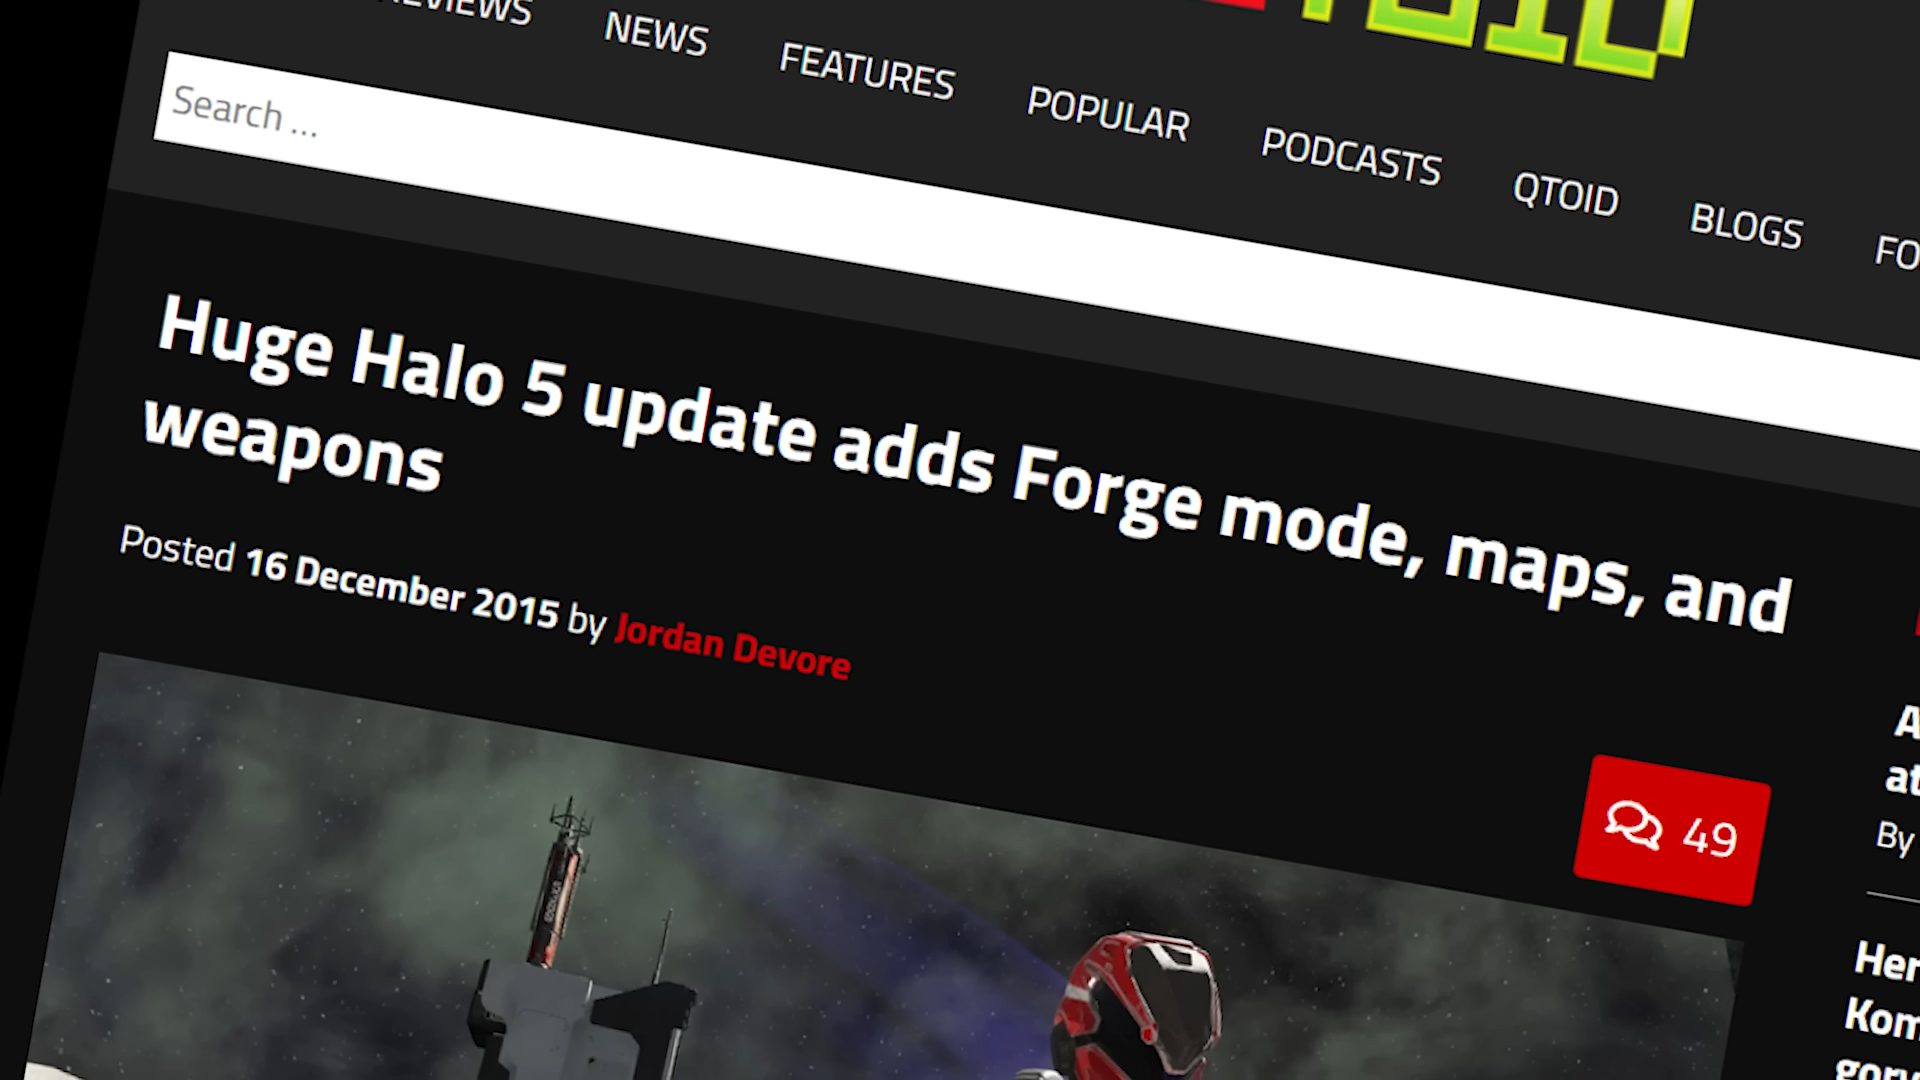 NEWS
FEATURES
POPULAR
PODCASTS
QTOID
BLOGS
Search ...
Huge Halo 5 update adds Forge mode, maps, and
weapons
Posted 16 December 2015 by Jordan Devore
49
By